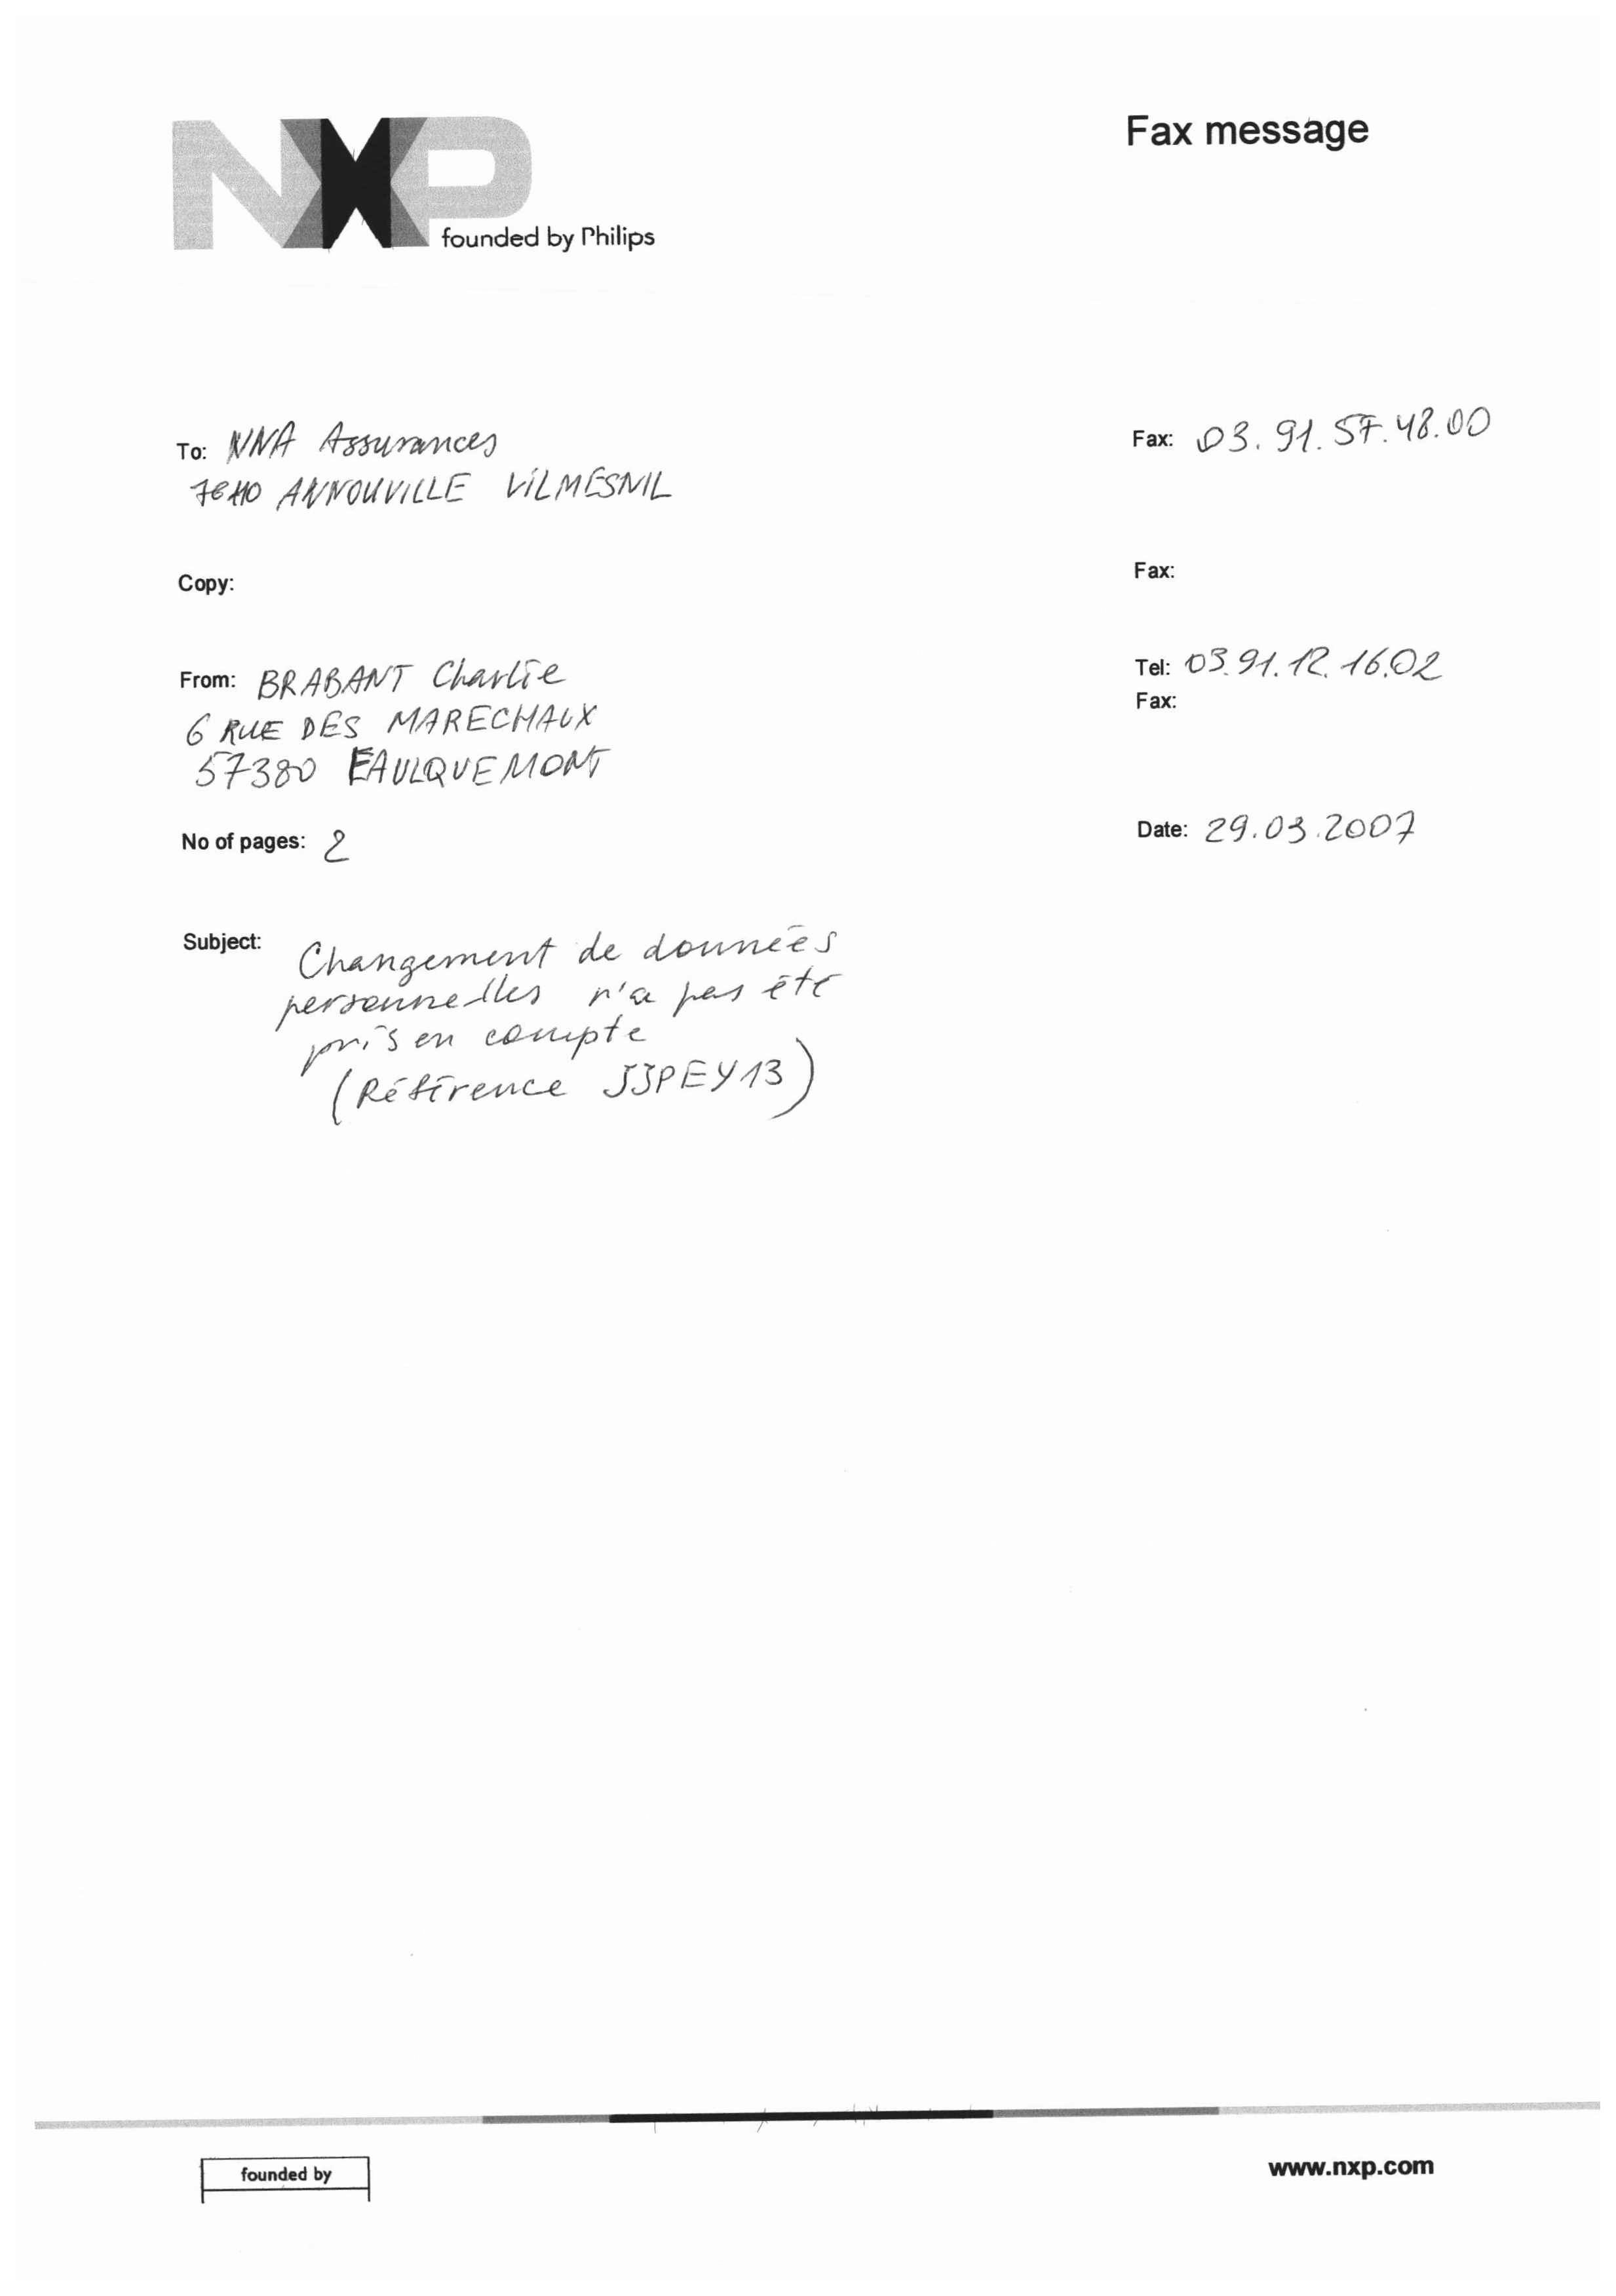 NXP
founded by Philips
Fax message
To: NNA Assurances
76110 ANNOUVILLE VILMESNIL
Fax: 03.91.57.48.00
Copy:
Fax:
From: BRABANT Charlie
6 RUE DES MARECHAUX
57380 FAULQUEMONT
Tel: 03.91.12.16.02
Fax:
No of pages: 2
Date: 29.03.2007
Subject: Changement de données
personnelles n'a pas été
pris en compte
(Référence JJPEY13)
founded by
www.nxp.com